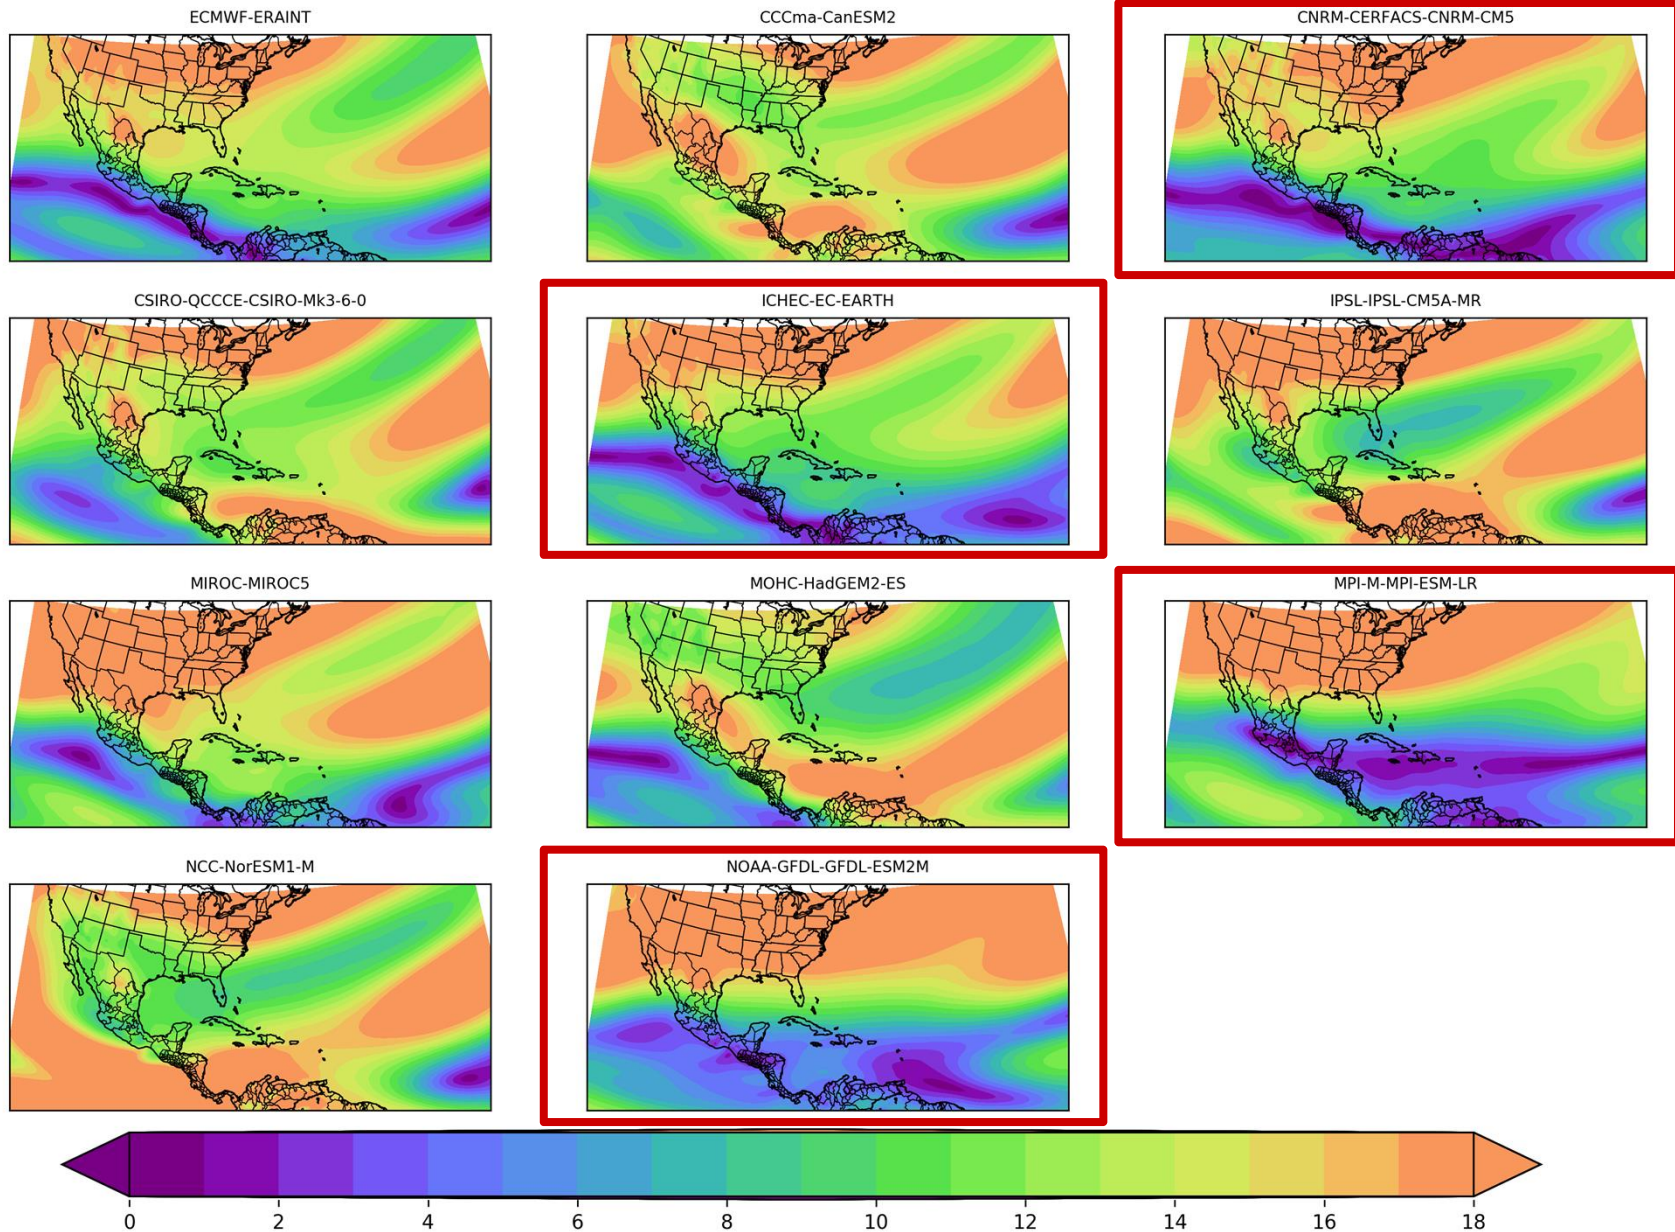 ECMWF-ERAINT
CCCma-CanESM2
CNRM-CERFACS-CNRM-CM5
CSIRO-QCCCE-CSIRO-Mk3-6-0
ICHEC-EC-EARTH
IPSL-IPSL-CM5A-MR
MIROC-MIROC5
MOHC-HadGEM2-ES
MPI-M-MPI-ESM-LR
NCC-NorESM1-M
NOAA-GFDL-GFDL-ESM2M
0 2 4 6 8 10 12 14 16 18